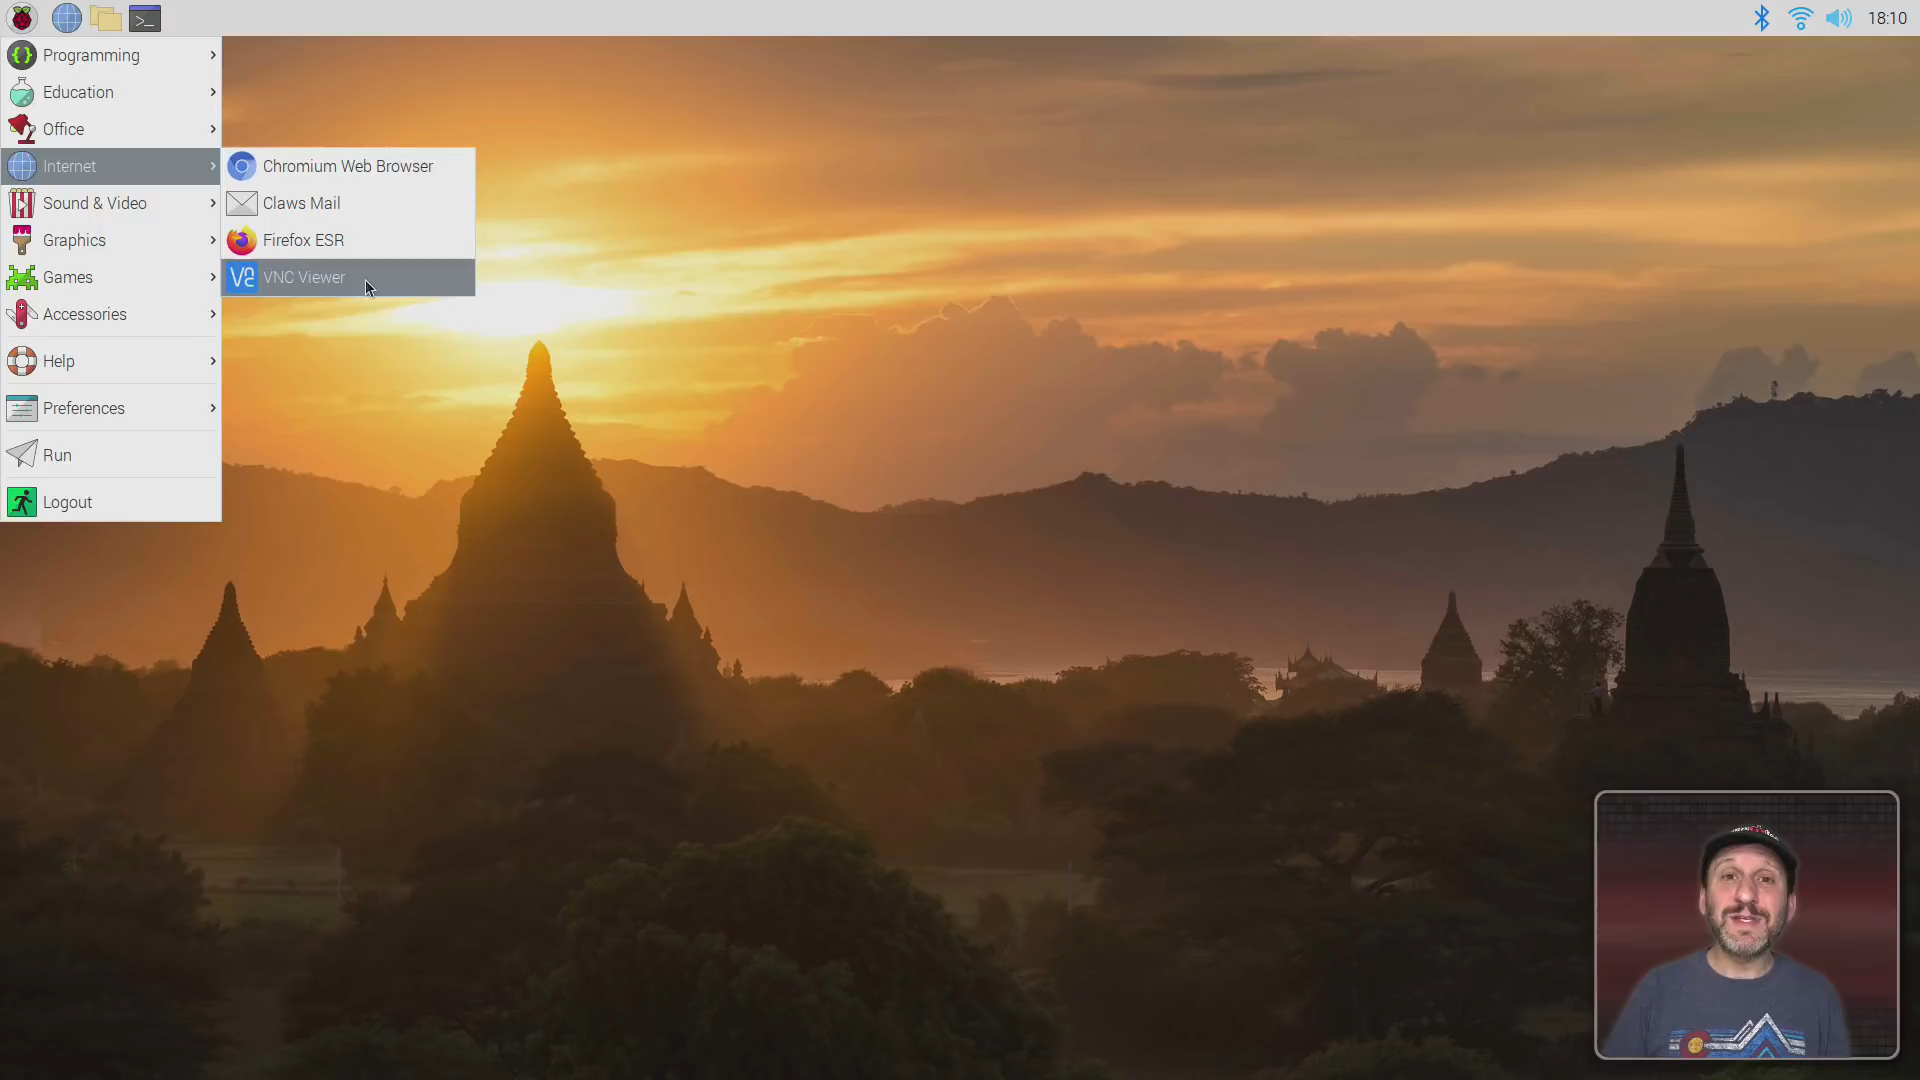 >_
18:10
{} Programming
Education
Office
Internet
Chromium Web Browser
Sound & Video
Claws Mail
Graphics
Firefox ESR
Games
V2 VNC Viewer
Accessories
Help
Preferences
Run
Logout